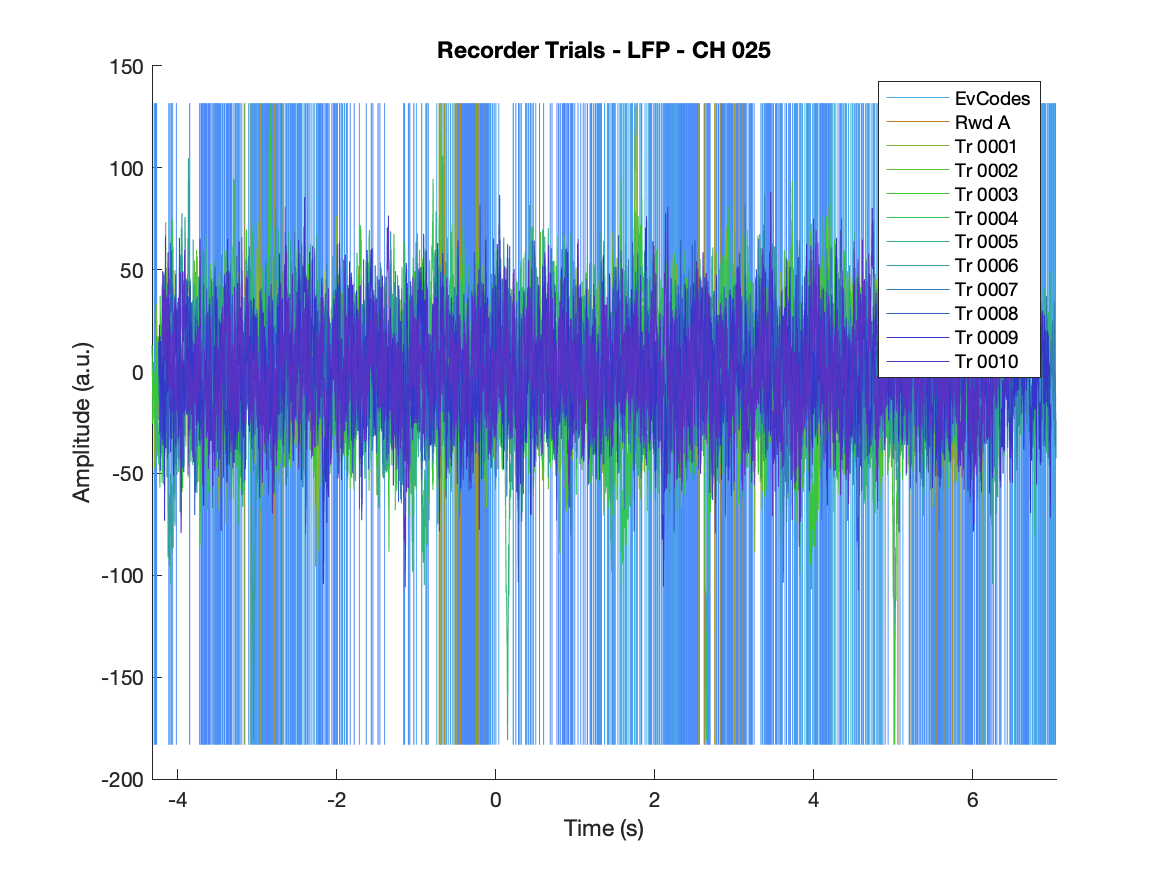 Recorder Trials - LFP - CH 025
150
100
50
0
-50
-100
-150
-200
Amplitude (a.u.)
EvCodes
Rwd A
Tr 0001
Tr 0002
Tr 0003
Tr 0004
Tr 0005
Tr 0006
Tr 0007
Tr 0008
Tr 0009
Tr 0010
-4 -2 0 2 4 6
Time (s)